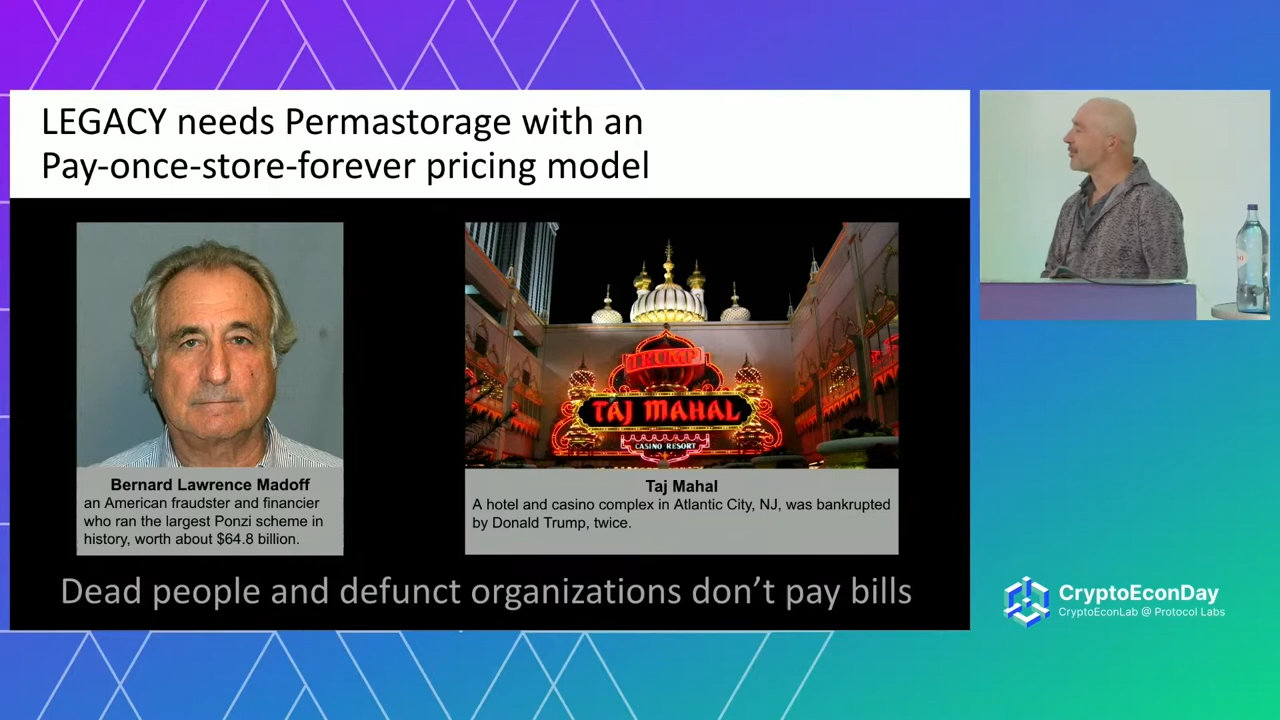 LEGACY needs Permastorage with an
Pay-once-store-forever pricing model
TRUMP
TAJ MAHAL
CASINO RESORT
Bernard Lawrence Madoff
an American fraudster and financier
who ran the largest Ponzi scheme in
history, worth about $64.8 billion.
Taj Mahal
A hotel and casino complex in Atlantic City, NJ, was bankrupted
by Donald Trump, twice.
Dead people and defunct organizations don't pay bills
CryptoEconDay
CryptoEconLab @ Protocol Labs